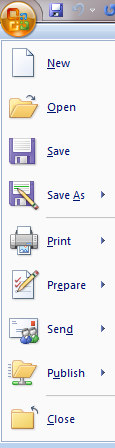 New
Open
Save
Save As
Print
Prepare
Send
Publish
Close